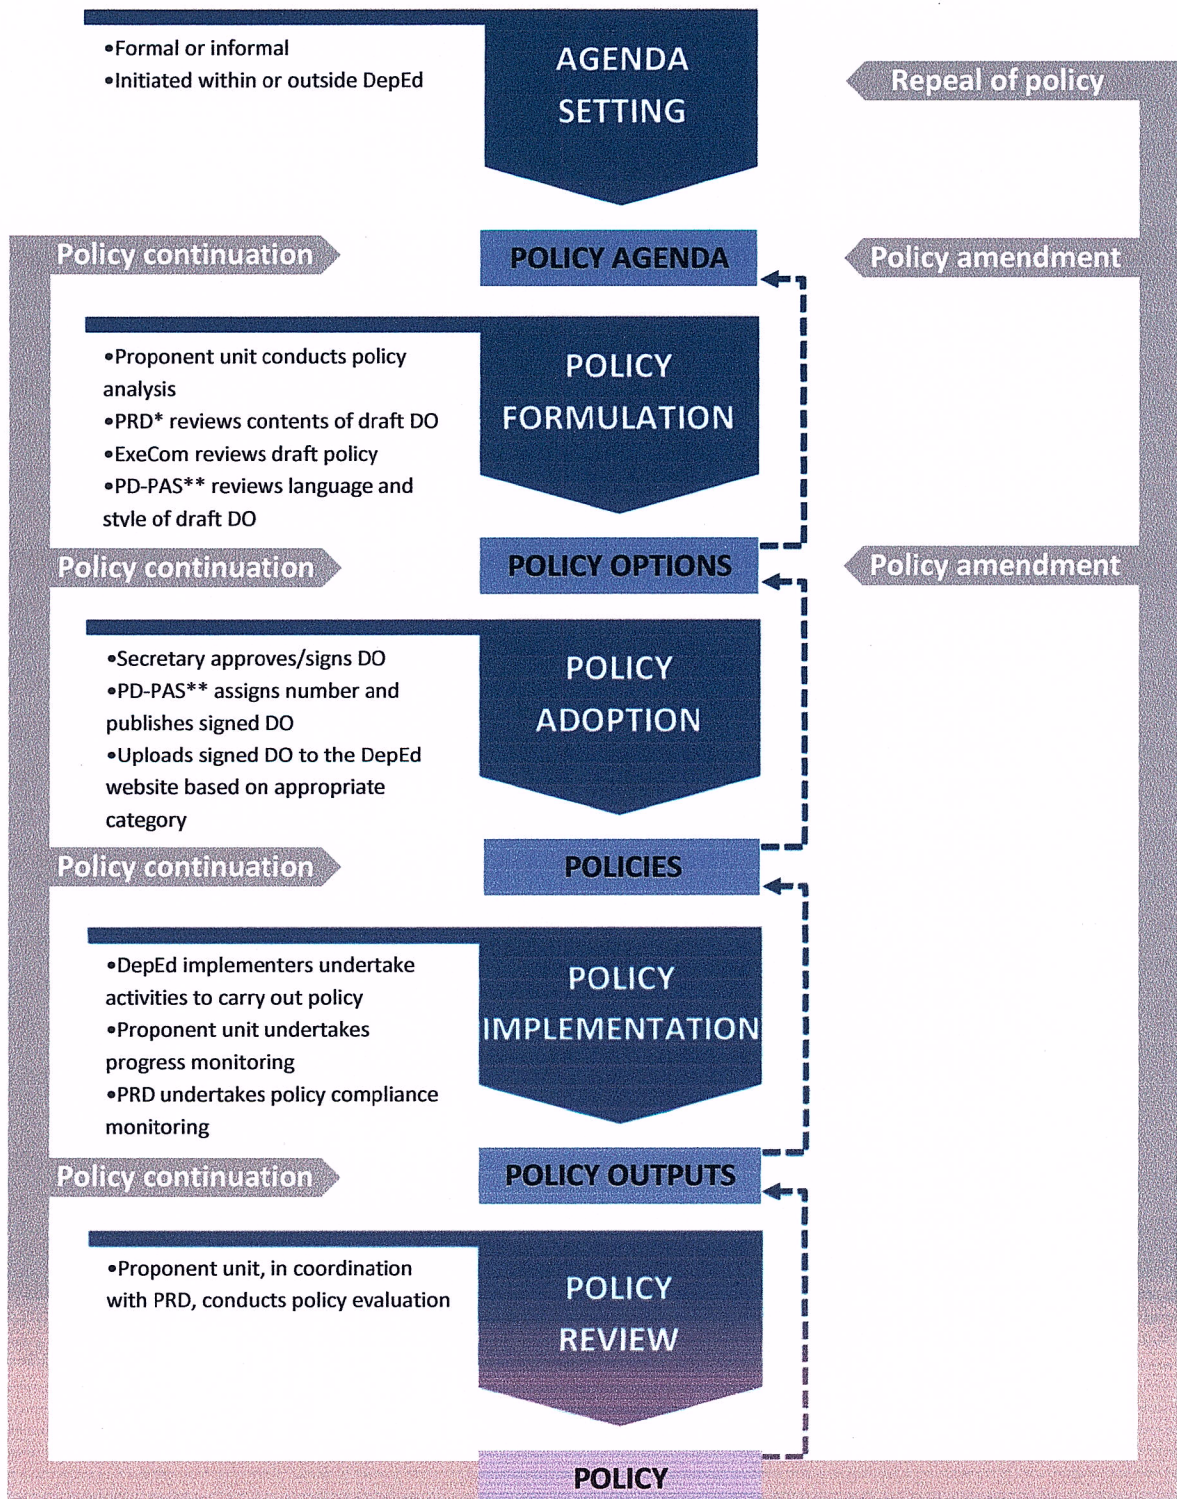 •Formal or informal
•Initiated within or outside DepEd
AGENDA
SETTING
Repeal of policy
Policy continuation
POLICY AGENDA
Policy amendment
•Proponent unit conducts policy
analysis
•PRD* reviews contents of draft DO
•ExeCom reviews draft policy
•PD-PAS** reviews language and
style of draft DO
POLICY
FORMULATION
Policy continuation
POLICY OPTIONS
Policy amendment
•Secretary approves/signs DO
•PD-PAS** assigns number and
publishes signed DO
•Uploads signed DO to the DepEd
website based on appropriate
category
POLICY
ADOPTION
Policy continuation
POLICIES
•DepEd implementers undertake
activities to carry out policy
•Proponent unit undertakes
progress monitoring
•PRD undertakes policy compliance
monitoring
POLICY
IMPLEMENTATION
Policy continuation
POLICY OUTPUTS
•Proponent unit, in coordination
with PRD, conducts policy evaluation
POLICY
REVIEW
POLICY